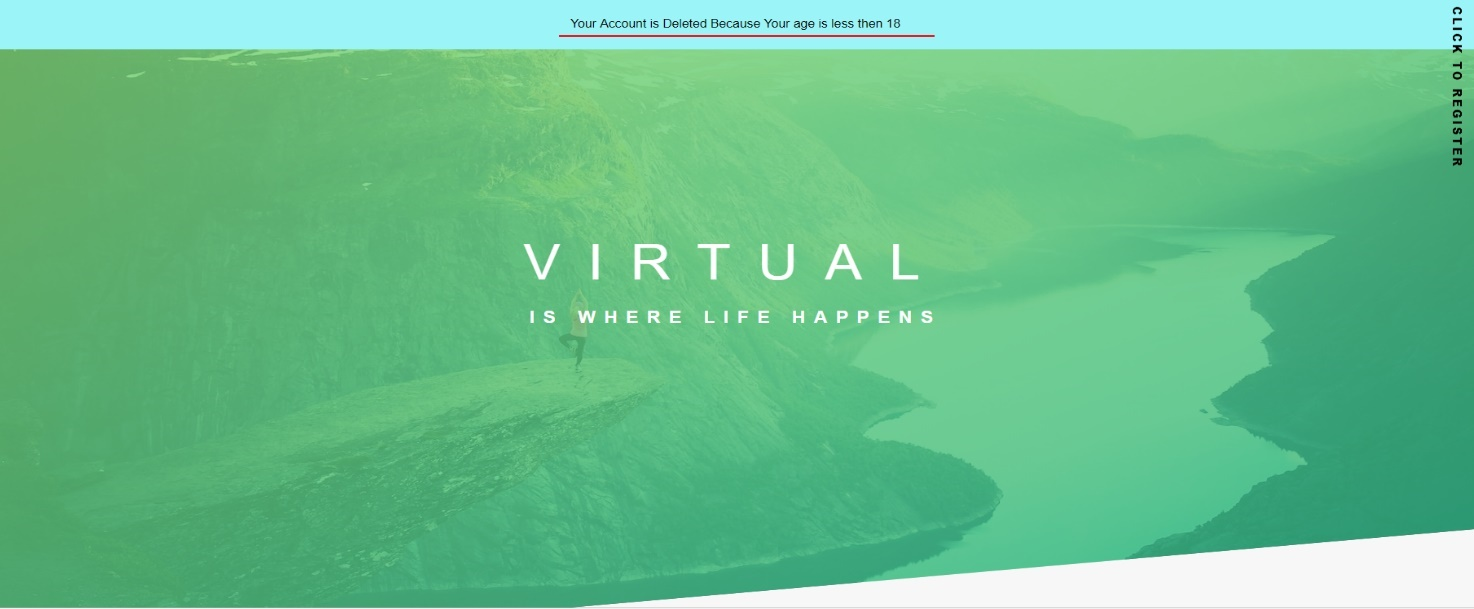 Your Account is Deleted Because Your age is less then 18
CLICK TO REGISTER
VIRTUAL
IS WHERE LIFE HAPPENS